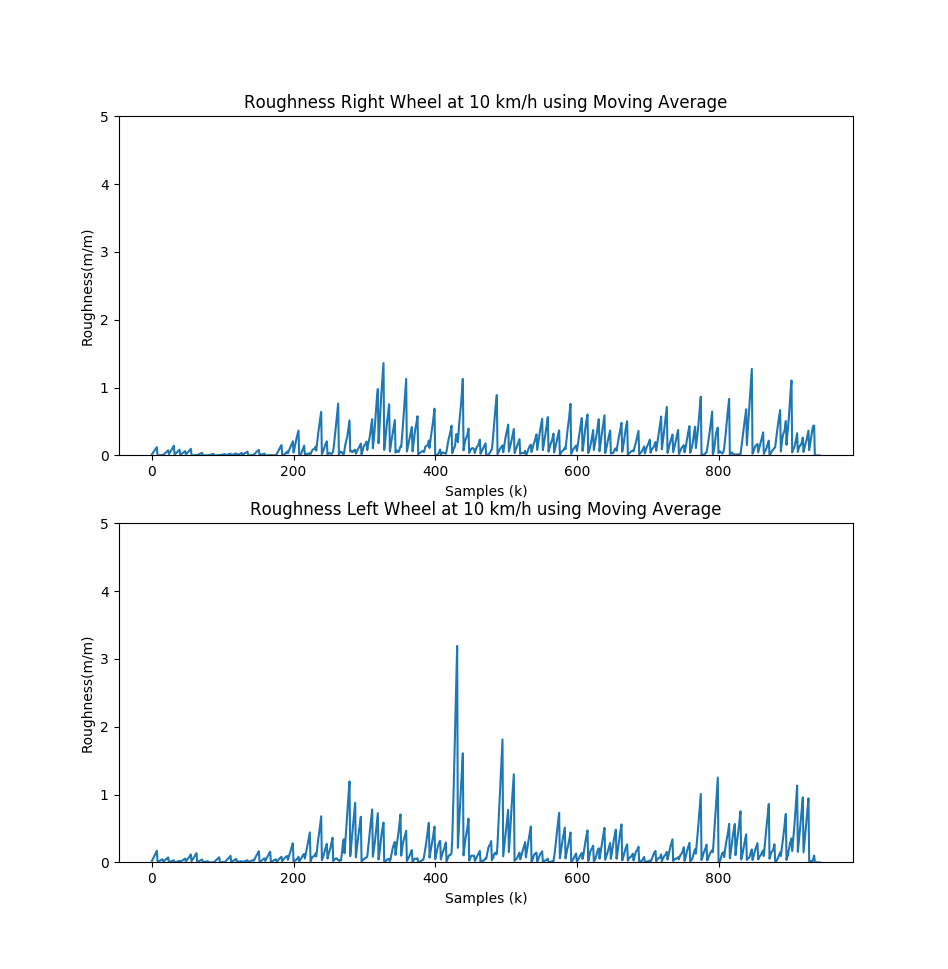 Roughness Right Wheel at 10 km/h using Moving Average
5
4
3
2
1
0
Roughness(m/m)
0 200 400 600 800
Samples (k)
Roughness Left Wheel at 10 km/h using Moving Average
5
4
3
2
1
0
Roughness(m/m)
0 200 400 600 800
Samples (k)